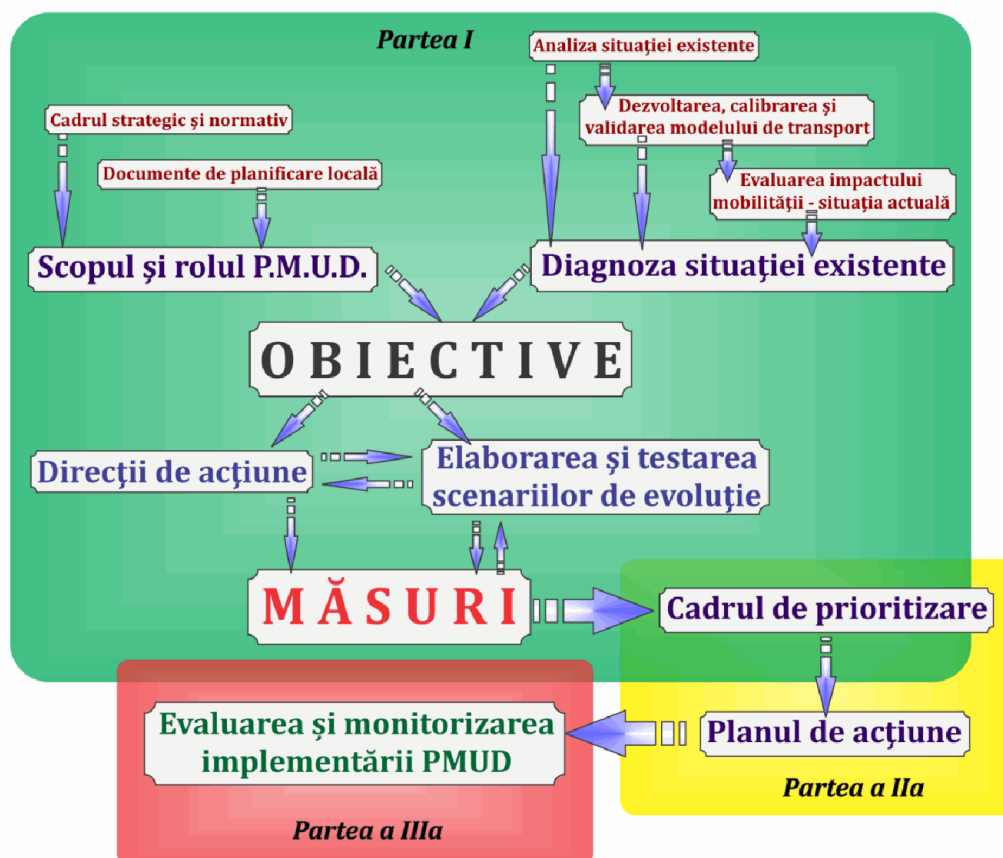 Partea I
Analiza situației existente
Cadrul strategic și normativ
Dezvoltarea, calibrarea și
validarea modelului de transport
Documente de planificare locală
Evaluarea impactului
mobilității - situația actuală
Scopul și rolul P.M.U.D.
Diagnoza situației existente
O B I E C T I V E
Direcții de acțiune
Elaborarea și testarea
scenariilor de evoluție
M Ă S U R I
Cadrul de prioritizare
Evaluarea și monitorizarea
implementării PMUD
Planul de acțiune
Partea a IIa
Partea a IIIa